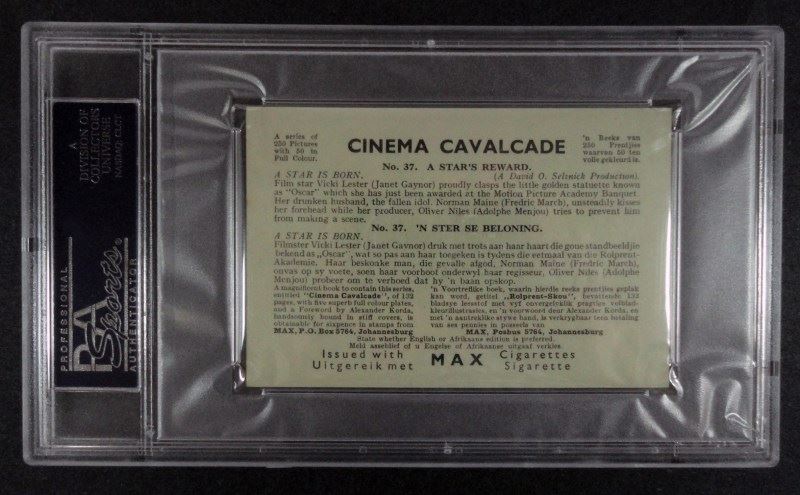 A series of
250 Pictures
with 50 in
Full Colour.
CINEMA CAVALCADE
'n Reeks van
250 Prentjies
waarvan 50 ten
volle gekleurd is.
No. 37. A STAR'S REWARD.
A STAR IS BORN. (A David O. Selznick Production).
Film star Vicki Lester (Janet Gaynor) proudly clasps the little golden statuette known
as "Oscar" which she has just been awarded at the Motion Picture Academy Banquet.
Her drunken husband, the fallen idol. Norman Maine (Fredric March), unsteadily kisses
her forehead while her producer, Oliver Niles (Adolphe Menjou) tries to prevent him
from making a scene.
No. 37. 'N STER SE BELONING.
A STAR IS BORN.
Filmster Vicki Lester (Janet Gavnor) druk met trots aan haar haart die goue standbeeldjie
bekend as „Oscar", wat so pas aan haar toegeken is tydens die eetmaal van die Rolprent-
Akademie. Haar beskonke man, die gevalle afgod, Norman Maine (Fredric March),
onvas op sy voete, soen haar voorhoof onderwyl haar regisseur, Oliver Niles (Adolphe
Menjou) probeer om te verhoed dat hy 'n baan opskop.
A magnificent book to contain this series,
entitled "Cinema Cavalcade", of 132
pages, with five superb full colour plates,
and a Foreword by Alexander Korda,
handsomely bound in stiff covers, is
obtainable for sixpence in stamps from
MAX, P.O. Box 5764, Johannesburg
'n Voortreflike boek, waarin hierdie reeks prentjies geplak
kan word, getitel „Rolprent-Skou", bevattende 132
bladsye leesstof met vyf pragtige velblad-
kleurillustrasies, en 'n voorwoord deur Alexander Korda, en
met 'n aantreklike stywe band, is verkrygbaar teen betaling
van ses pennies in posseels van
MAX, Posbus 5764, Johannesburg
State whether English or Afrikaans edition is preferred.
Meld asseblief of u Engelse of Afrikaanse uitgaaf verkies.
Issued with
Uitgereik met
MAX
Cigarettes
Sigarette
A
DIVISION OF
COLLECTORS
UNIVERSE
NASDAQ: CLCT
PROFESSIONAL
PSA
Sports®
AUTHENTICATOR